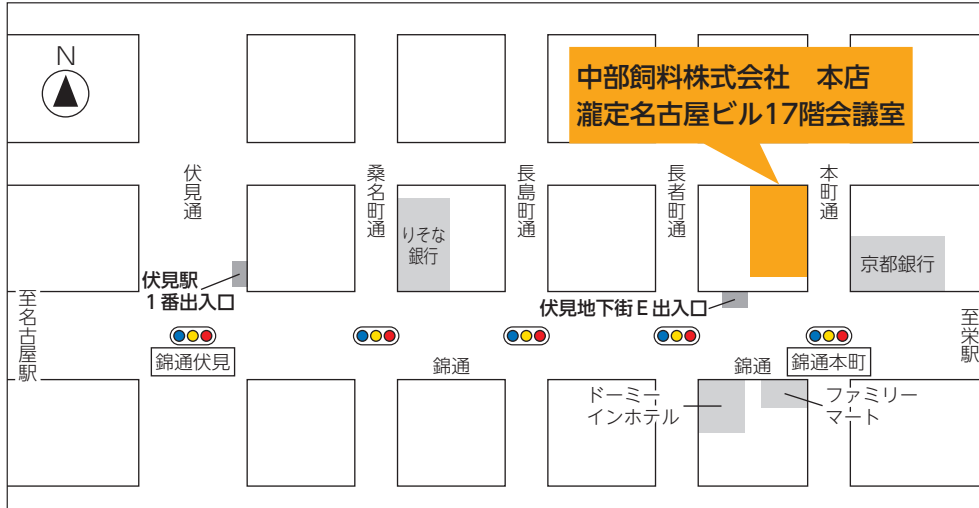 N
中部飼料株式会社　本店
瀧定名古屋ビル17階会議室
伏見通
桑名町通
長島町通
長者町通
本町通
りそな
銀行
京都銀行
伏見駅
１番出入口
伏見地下街E出入口
至名古屋駅
至栄駅
錦通伏見
錦通
錦通
錦通本町
ドーミー
インホテル
ファミリー
マート